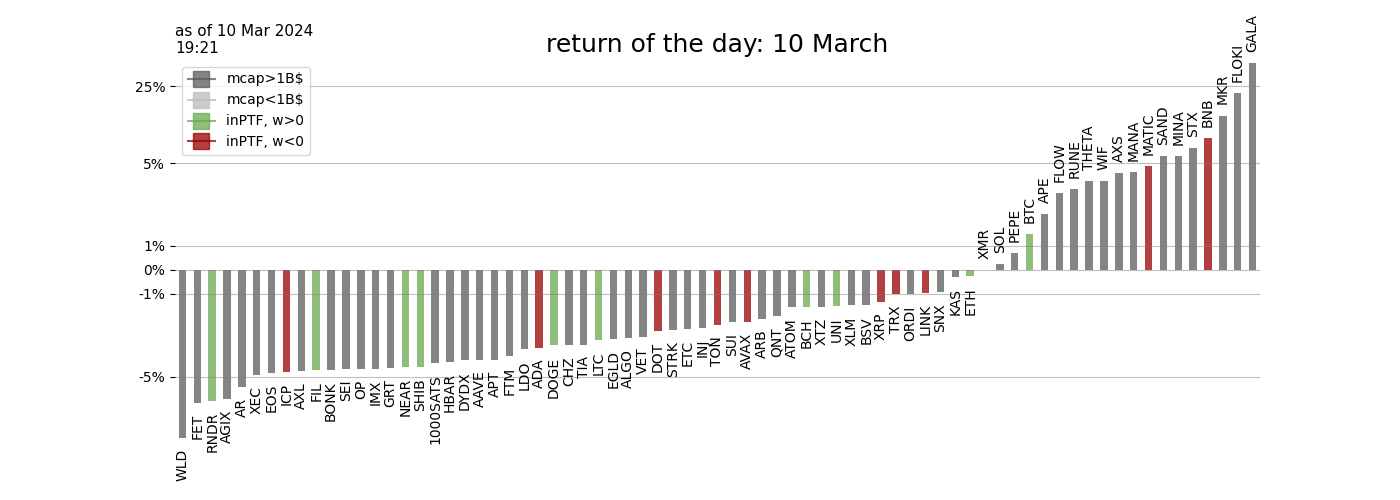 as of 10 Mar 2024
19:21
return of the day: 10 March
mcap>1B$
mcap<1B$
inPTF, w>0
inPTF, w<0
25%
5%
1%
0%
-1%
-5%
WLD
FET
RNDR
AGIX
AR
XEC
EOS
ICP
AXL
FIL
BONK
SEI
OP
IMX
GRT
NEAR
SHIB
1000SATS
HBAR
DYDX
AAVE
APT
FTM
LDO
ADA
DOGE
CHZ
TIA
LTC
EGLD
ALGO
VET
DOT
STRK
ETC
INJ
TON
SUI
AVAX
ARB
QNT
ATOM
BCH
XTZ
UNI
XLM
BSV
XRP
TRX
ORDI
LINK
SNX
KAS
ETH
XMR
SOL
PEPE
BTC
APE
FLOW
RUNE
THETA
WIF
AXS
MANA
MATIC
SAND
MINA
STX
BNB
MKR
FLOKI
GALA